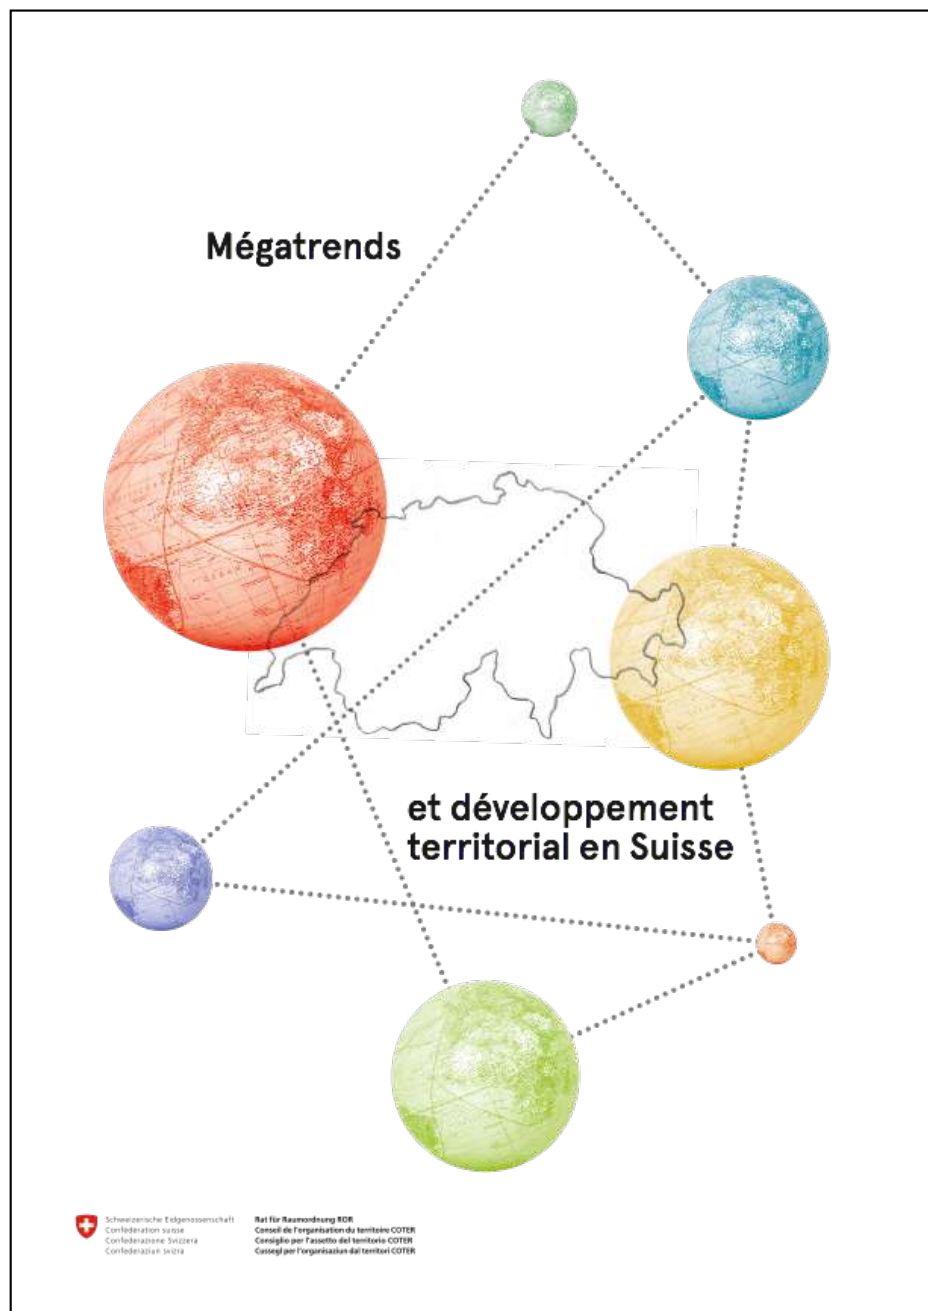 Mégatrends
et développement
territorial en Suisse
Schweizerische Eidgenossenschaft
Confédération suisse
Confederazione Svizzera
Confederaziun svizra
Rat für Raumordnung ROR
Conseil de l'organisation du territoire COTER
Consiglio per l'assetto del territorio COTER
Cussegl per l'organisaziun dal territori COTER